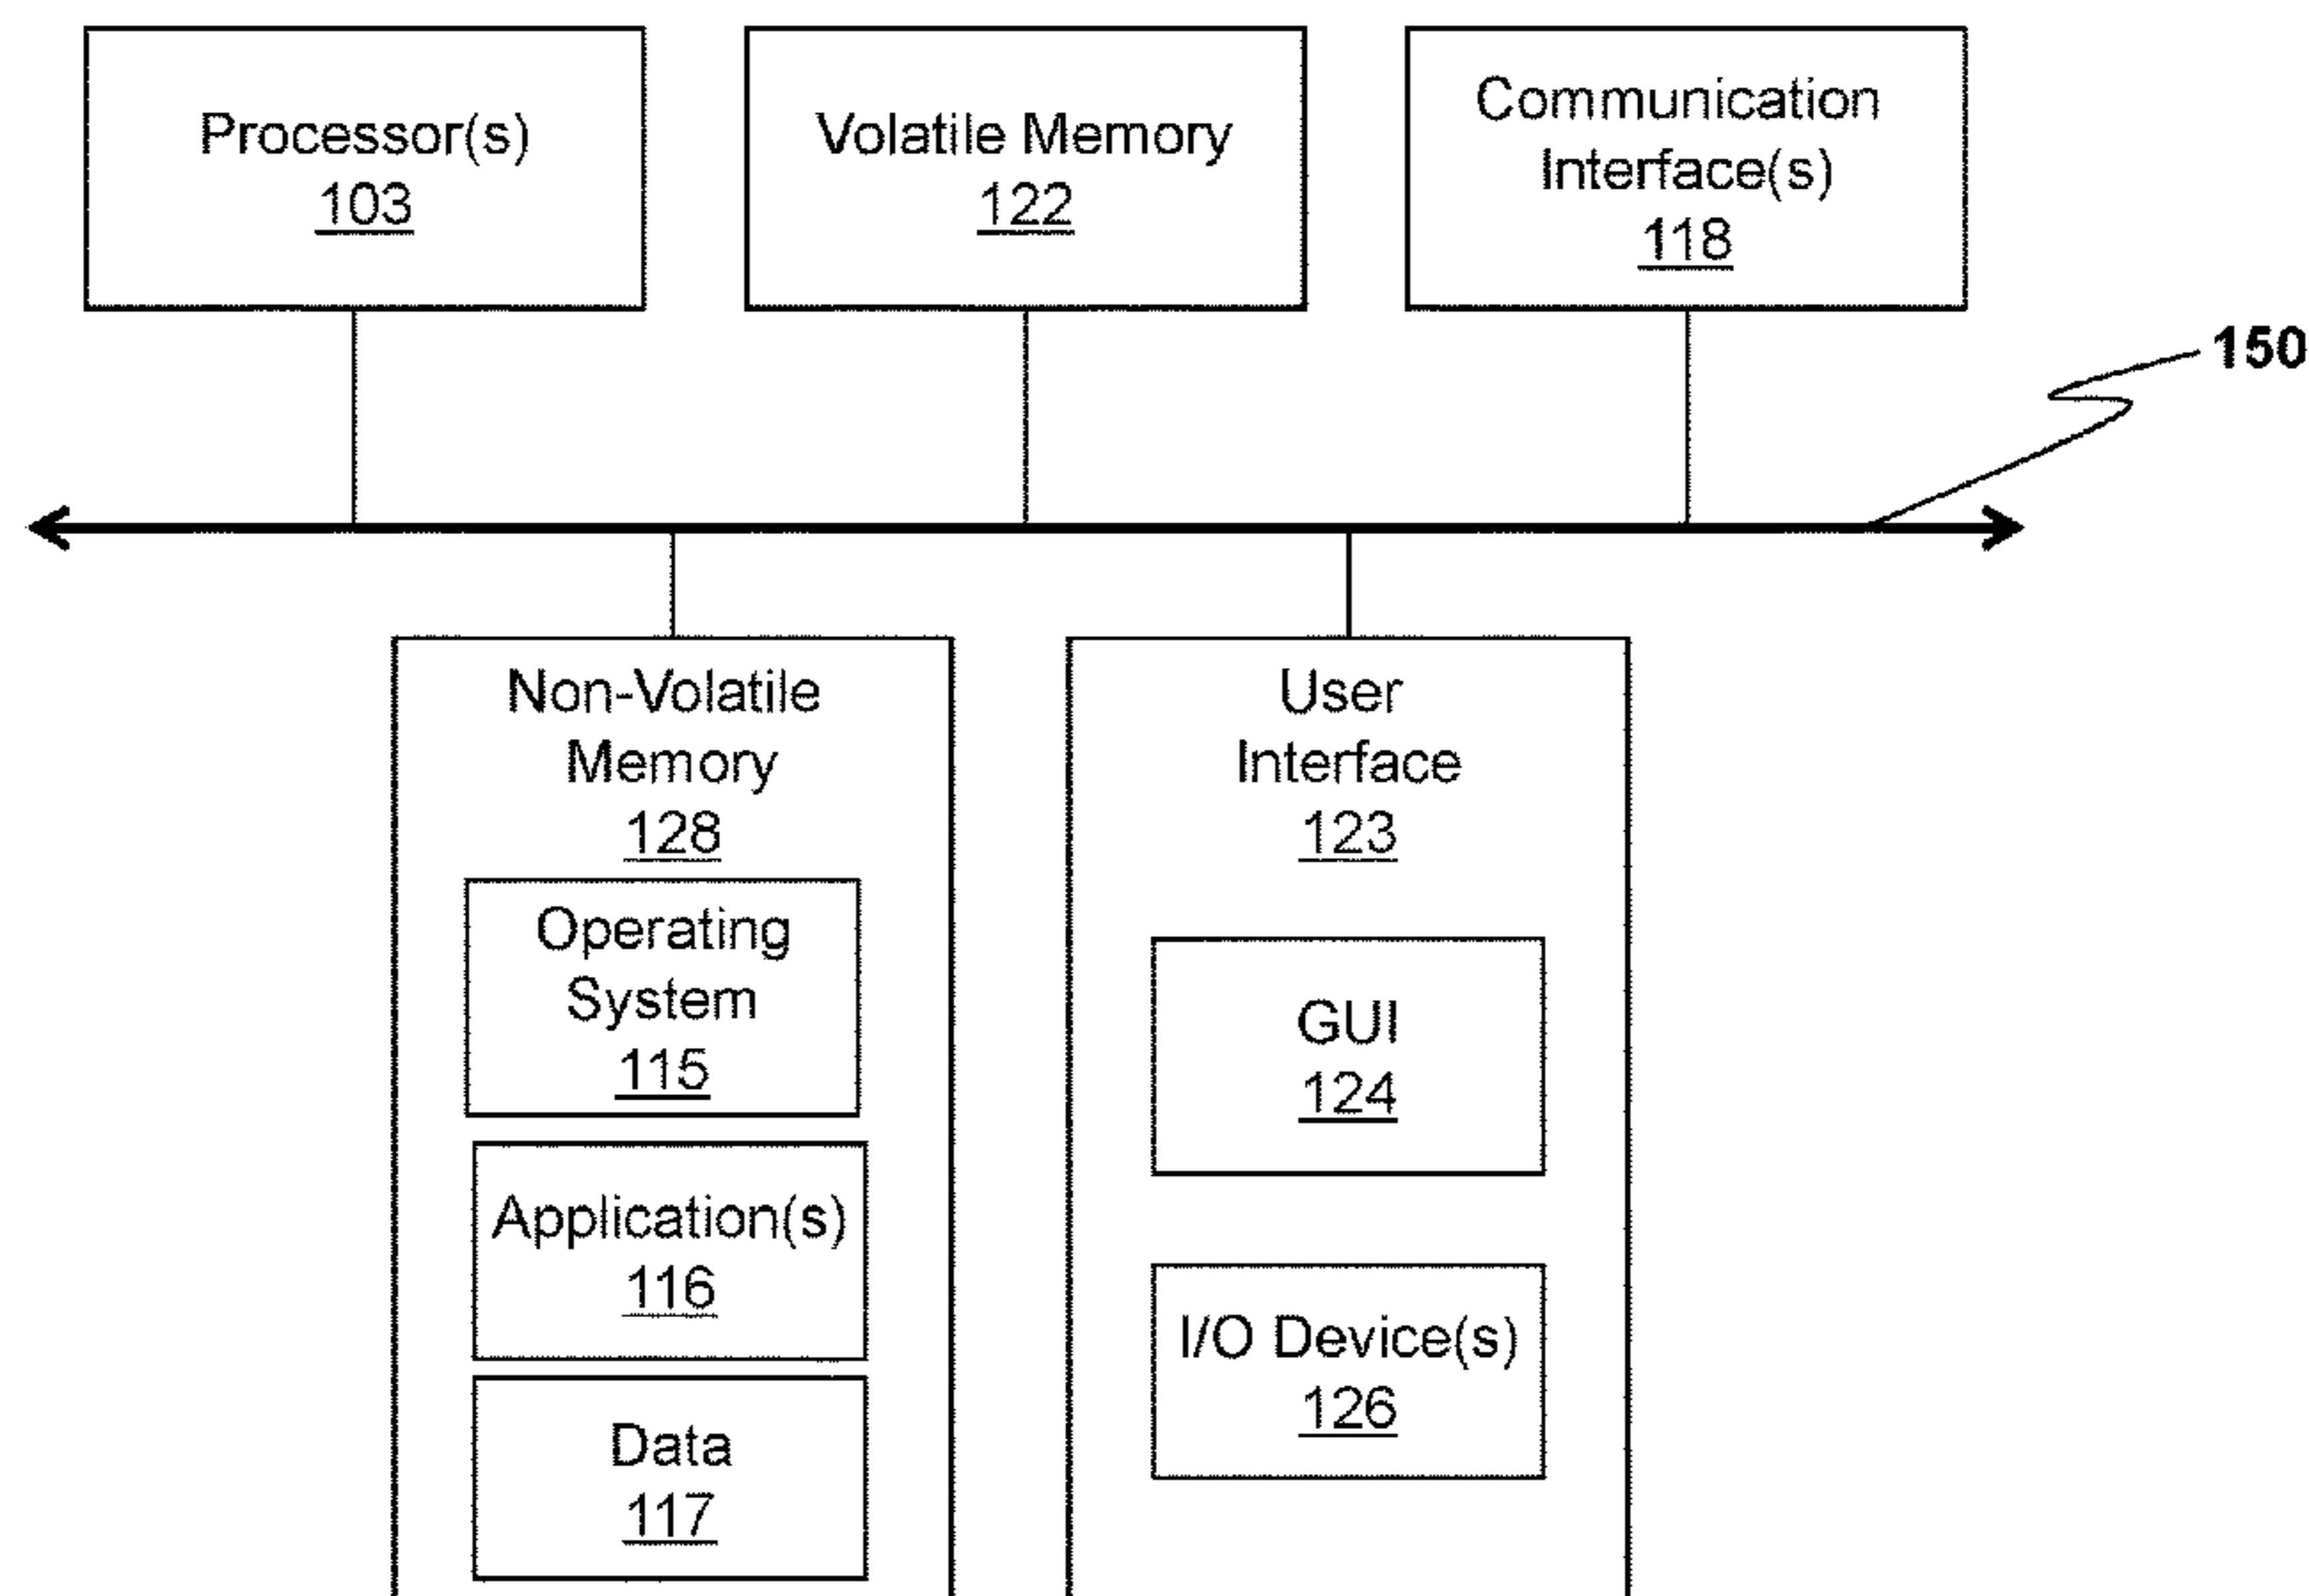 Processor(s)
103
Volatile Memory
122
Communication
Interface(s)
118
150
Non-Volatile
Memory
128
Operating
System
115
Application(s)
116
Data
117
User
Interface
123
GUI
124
I/O Device(s)
126